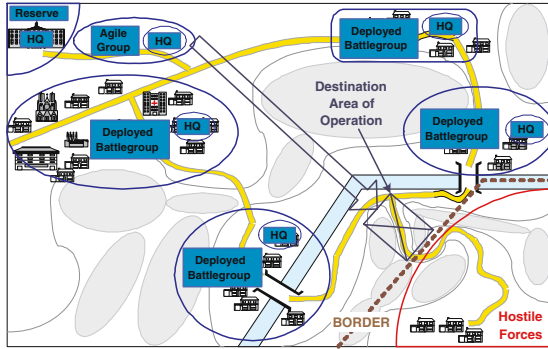 Reserve
HQ
Agile
Group
HQ
Deployed
Battlegroup
HQ
Destination
Area of
Operation
Deployed
Battlegroup
HQ
Deployed
Battlegroup
HQ
HQ
Deployed
Battlegroup
BORDER
Hostile
Forces